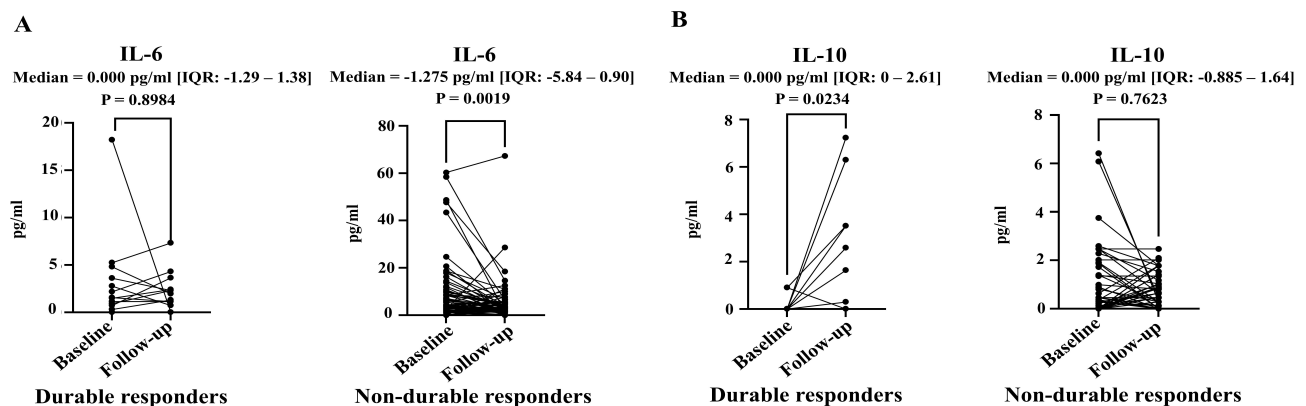 A
IL-6
Median = 0.000 pg/ml [IQR: -1.29 – 1.38]
P = 0.8984
20
15
10
5
0
pg/ml
Baseline
Follow-up
Durable responders
IL-6
Median = -1.275 pg/ml [IQR: -5.84 – 0.90]
P = 0.0019
80
60
40
20
0
pg/ml
Baseline
Follow-up
Non-durable responders
B
IL-10
Median = 0.000 pg/ml [IQR: 0 – 2.61]
P = 0.0234
8
6
4
2
0
pg/ml
Baseline
Follow-up
Durable responders
IL-10
Median = 0.000 pg/ml [IQR: -0.885 – 1.64]
P = 0.7623
8
6
4
2
0
pg/ml
Baseline
Follow-up
Non-durable responders